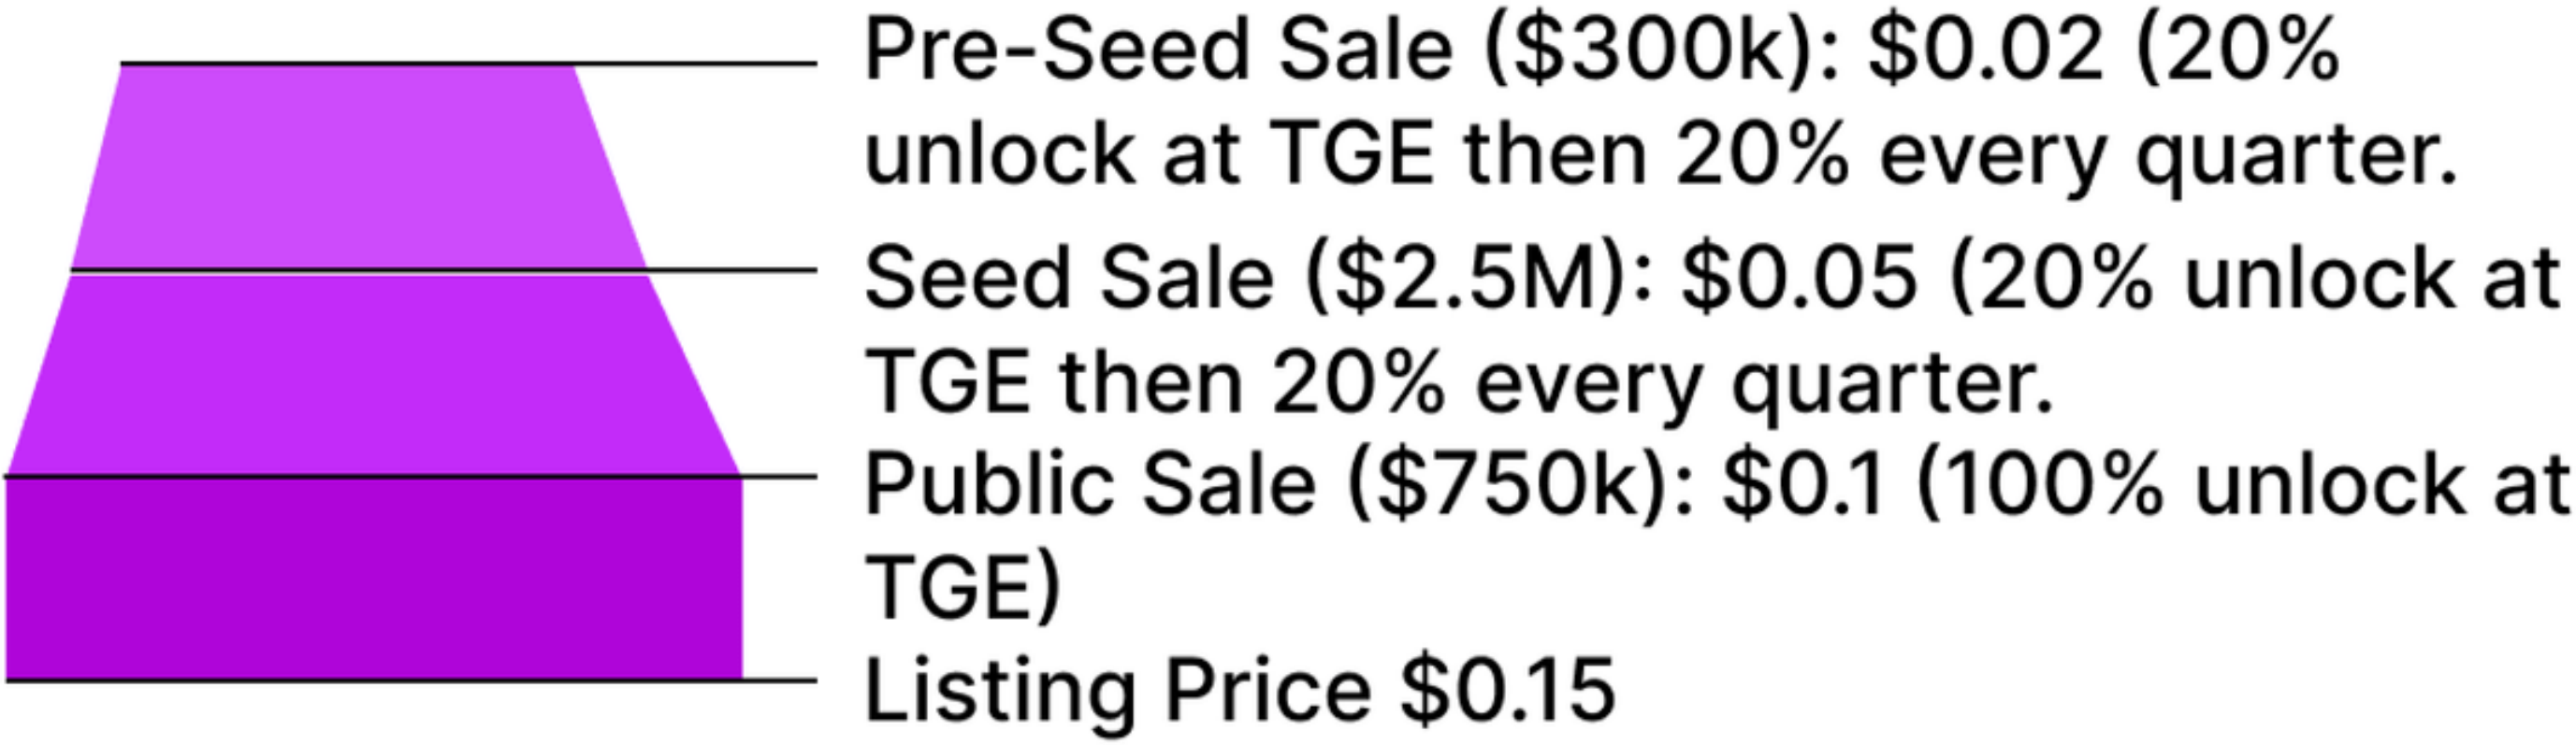 Pre-Seed Sale ($300k): $0.02 (20%
unlock at TGE then 20% every quarter.
Seed Sale ($2.5M): $0.05 (20% unlock at
TGE then 20% every quarter.
Public Sale ($750k): $0.1 (100% unlock at
TGE)
Listing Price $0.15